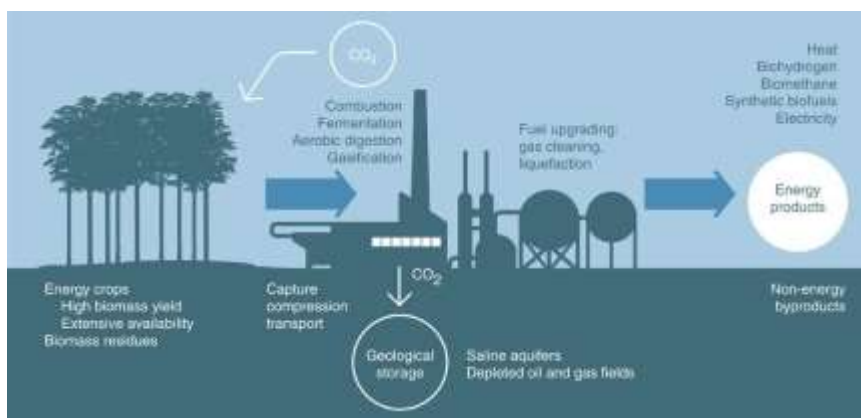 CO2
Combustion
Fermentation
Aerobic digestion
Gasification
Fuel upgrading:
gas cleaning,
liquefaction
Heat
Biohydrogen
Biomethane
Synthetic biofuels
Electricity
Energy
products
Energy crops
High biomass yield
Extensive availability
Biomass residues
Capture
compression
transport
CO2
Geological
storage
Saline aquifers
Depleted oil and gas fields
Non-energy
byproducts